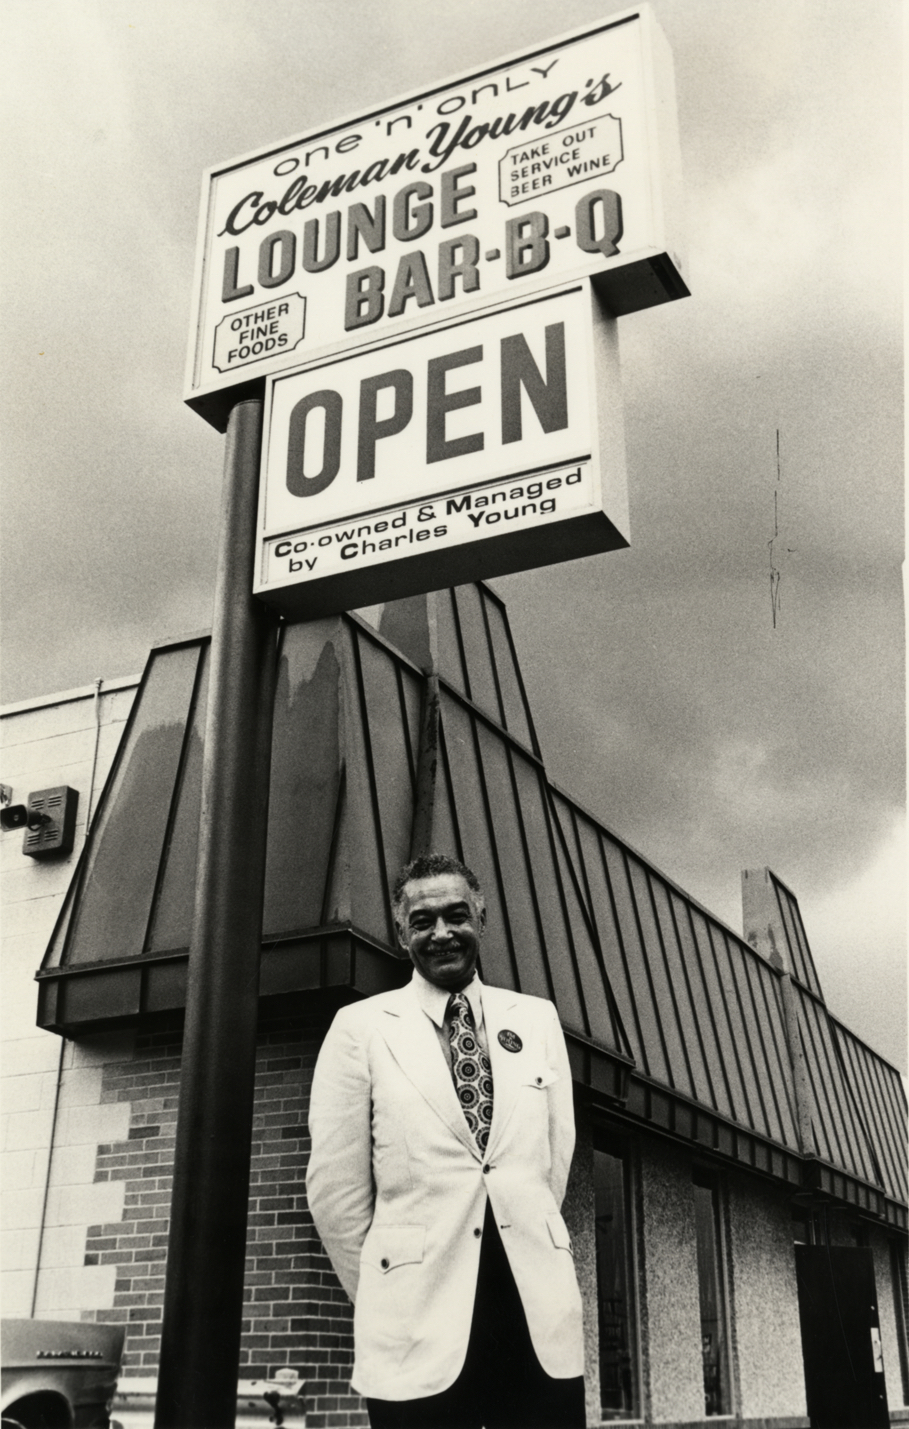 one 'n' only
Coleman Young's
LOUNGE
TAKE OUT
SERVICE
BEER WINE
BAR-B-Q
OTHER
FINE
FOODS
OPEN
Co-owned & Managed
by Charles Young